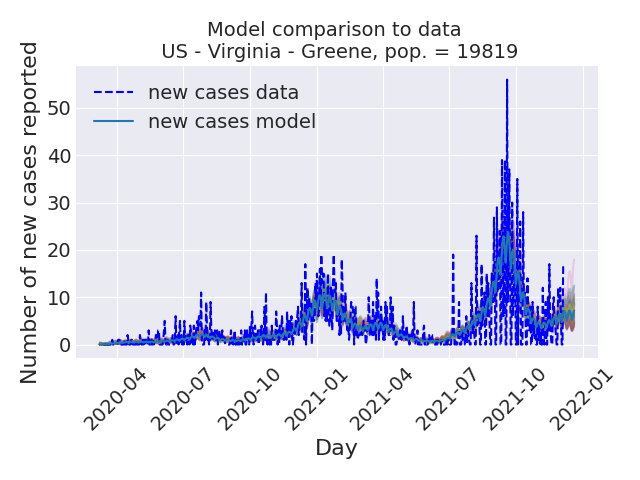 Model comparison to data
US - Virginia - Greene, pop. = 19819
new cases data
new cases model
Number of new cases reported
50
40
30
20
10
0
2020-04
2020-07
2020-10
2021-01
2021-04
2021-07
2021-10
2022-01
Day